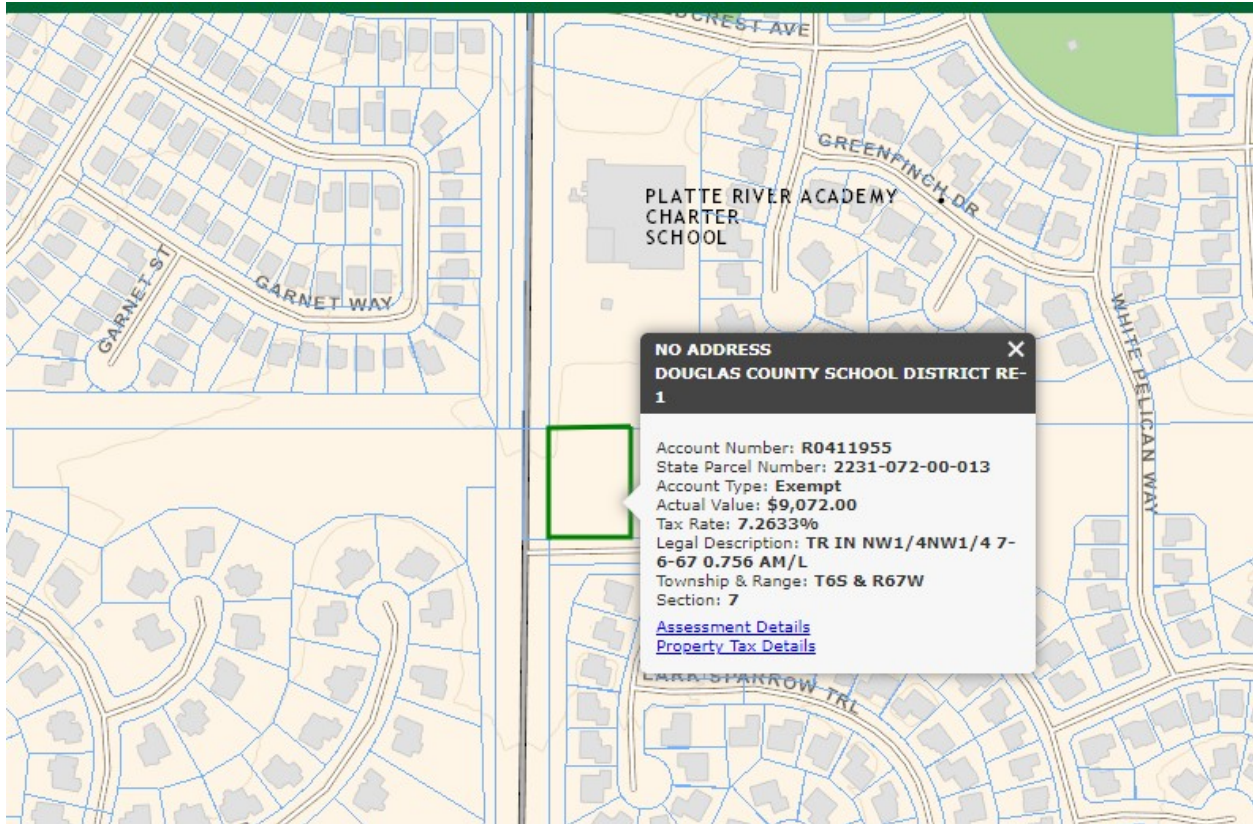 GREENFINCH DR
PLATTE RIVER ACADEMY
CHARTER
SCHOOL
GARNET ST
GARNET WAY
WHITE PELICAN WAY
NO ADDRESS
DOUGLAS COUNTY SCHOOL DISTRICT RE-
1
Account Number: R0411955
State Parcel Number: 2231-072-00-013
Account Type: Exempt
Actual Value: $9,072.00
Tax Rate: 7.2633%
Legal Description: TR IN NW1/4NW1/4 7-
6-67 0.756 AM/L
Township & Range: T6S & R67W
Section: 7
Assessment Details
Property Tax Details
LARK SPARROW TRL